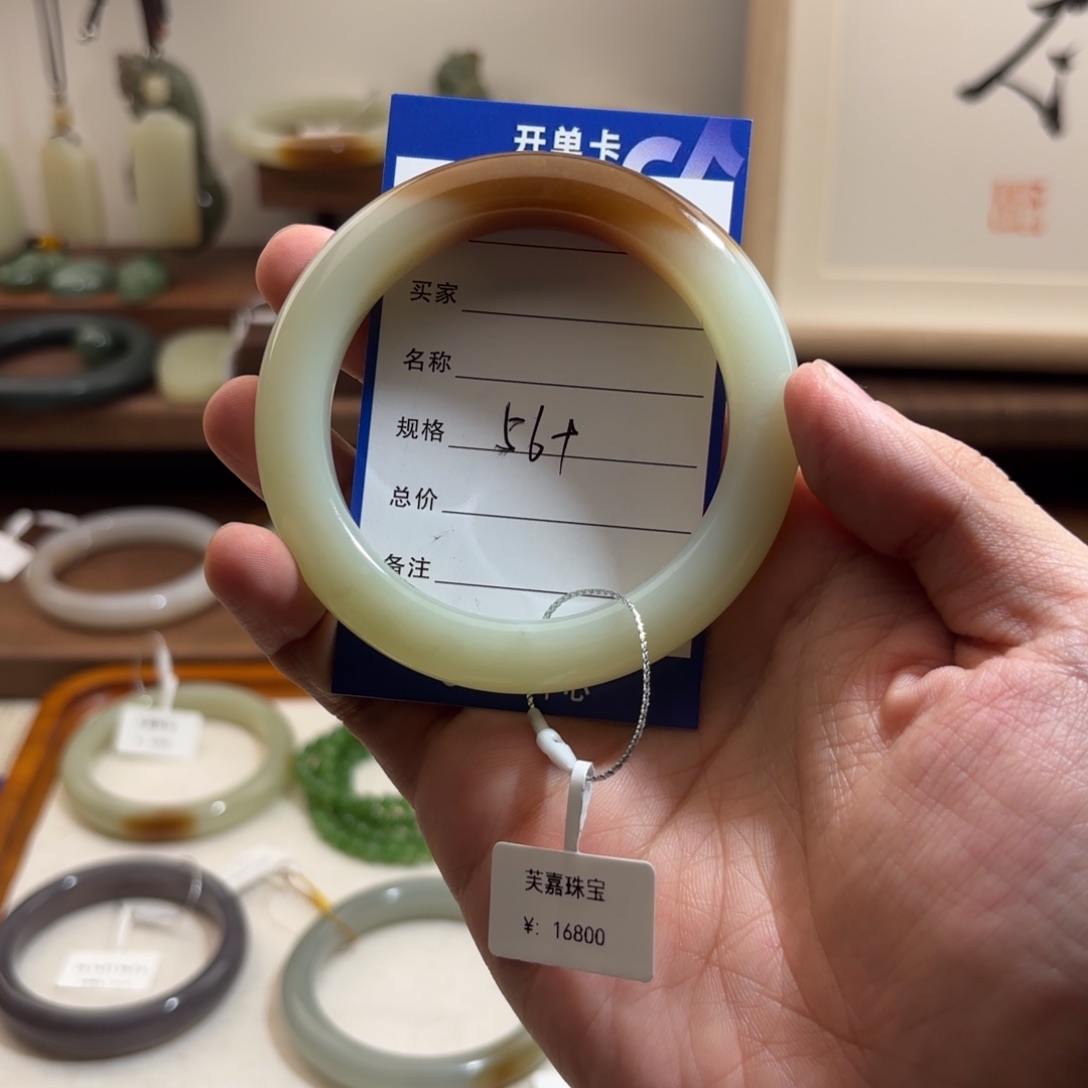 开单卡
买家
名称
规格 56+
总价
备注
芙嘉珠宝
¥: 16800